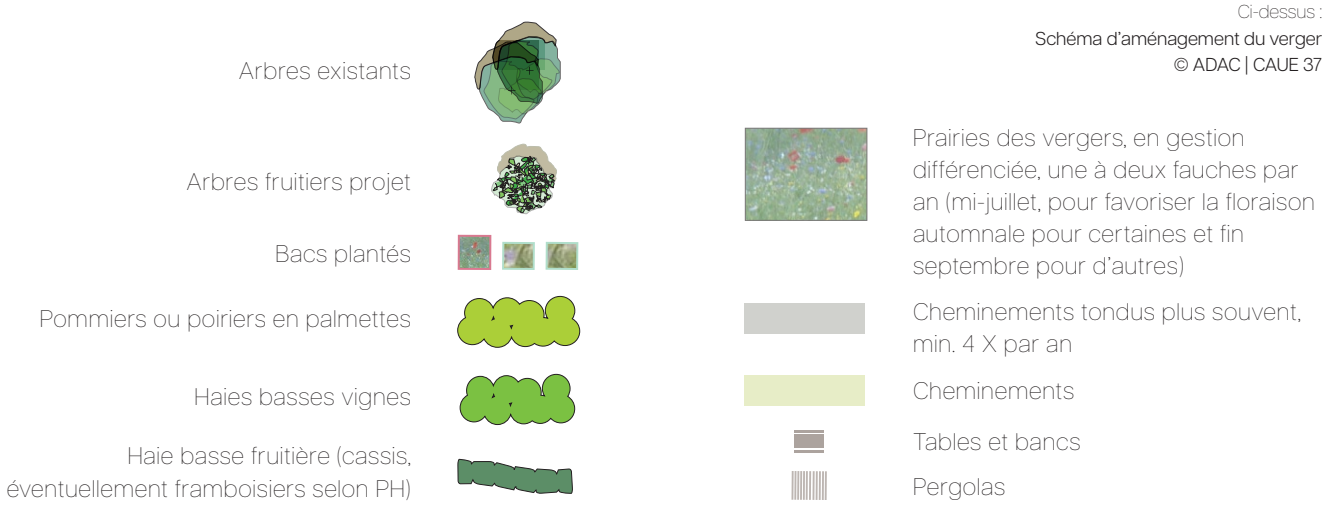 Ci-dessus :
Schéma d'aménagement du verger
© ADAC | CAUE 37
Arbres existants
Arbres fruitiers projet
Bacs plantés
Pommiers ou poiriers en palmettes
Haies basses vignes
Haie basse fruitière (cassis,
éventuellement framboisiers selon PH)
Prairies des vergers, en gestion
différenciée, une à deux fauches par
an (mi-juillet, pour favoriser la floraison
automnale pour certaines et fin
septembre pour d'autres)
Cheminements tondus plus souvent,
min. 4 X par an
Cheminements
Tables et bancs
Pergolas